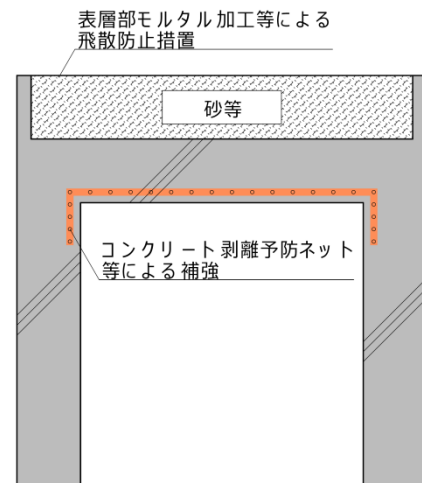 表層部モルタル加工等による
飛散防止措置
砂等
コンクリート剥離予防ネット
等による補強